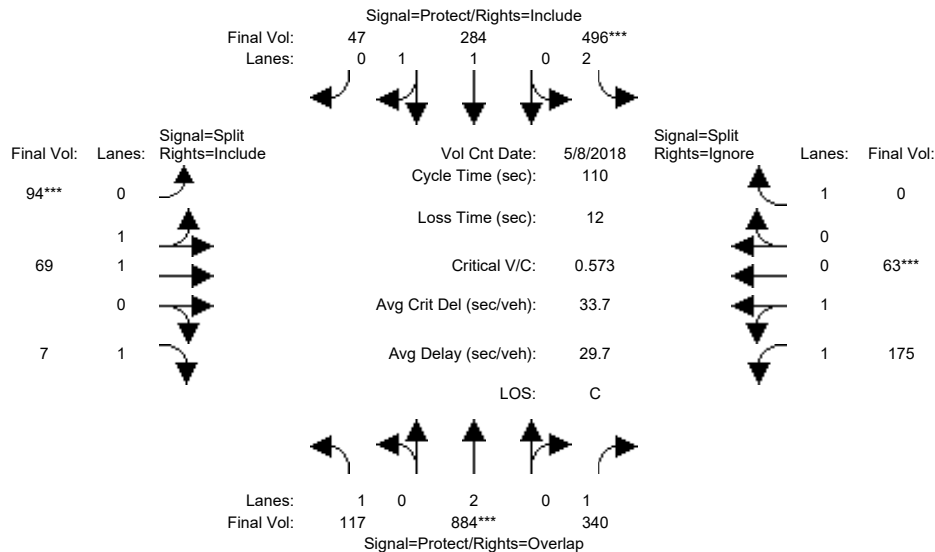 Signal=Protect/Rights=Include
Final Vol: 47 284 496***
Lanes: 0 1 1 0 2
Signal=Split
Final Vol: Lanes: Rights=Include
Vol Cnt Date: 5/8/2018
Signal=Split
Rights=Ignore Lanes: Final Vol:
Cycle Time (sec): 110
94*** 0
1 0
Loss Time (sec): 12
1
0
69 1
Critical V/C: 0.573
0 63***
0
Avg Crit Del (sec/veh): 33.7
1
7 1
Avg Delay (sec/veh): 29.7
1 175
LOS: C
Lanes: 1 0 2 0 1
Final Vol: 117 884*** 340
Signal=Protect/Rights=Overlap